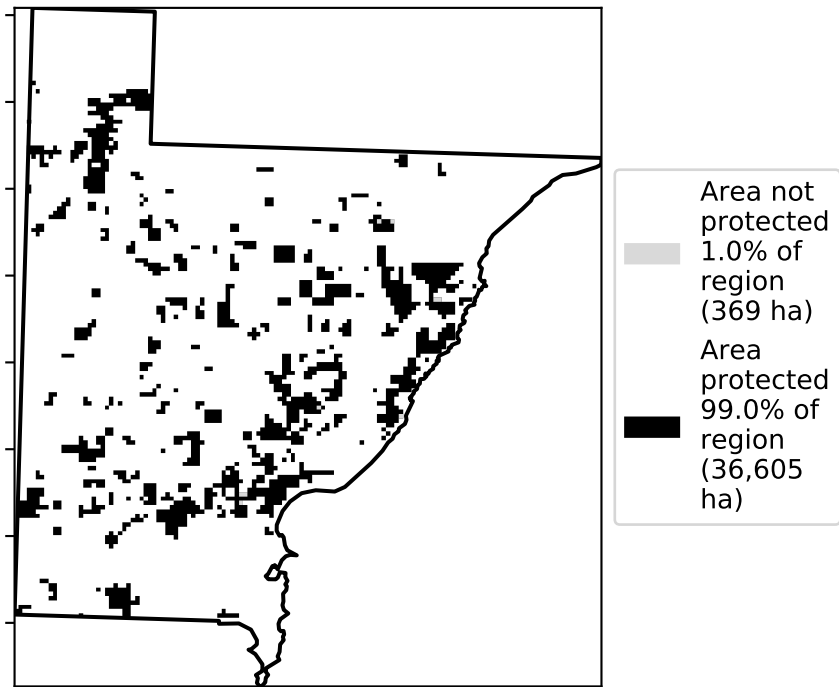 Area not
protected
1.0% of
region
(369 ha)
Area
protected
99.0% of
region
(36,605
ha)